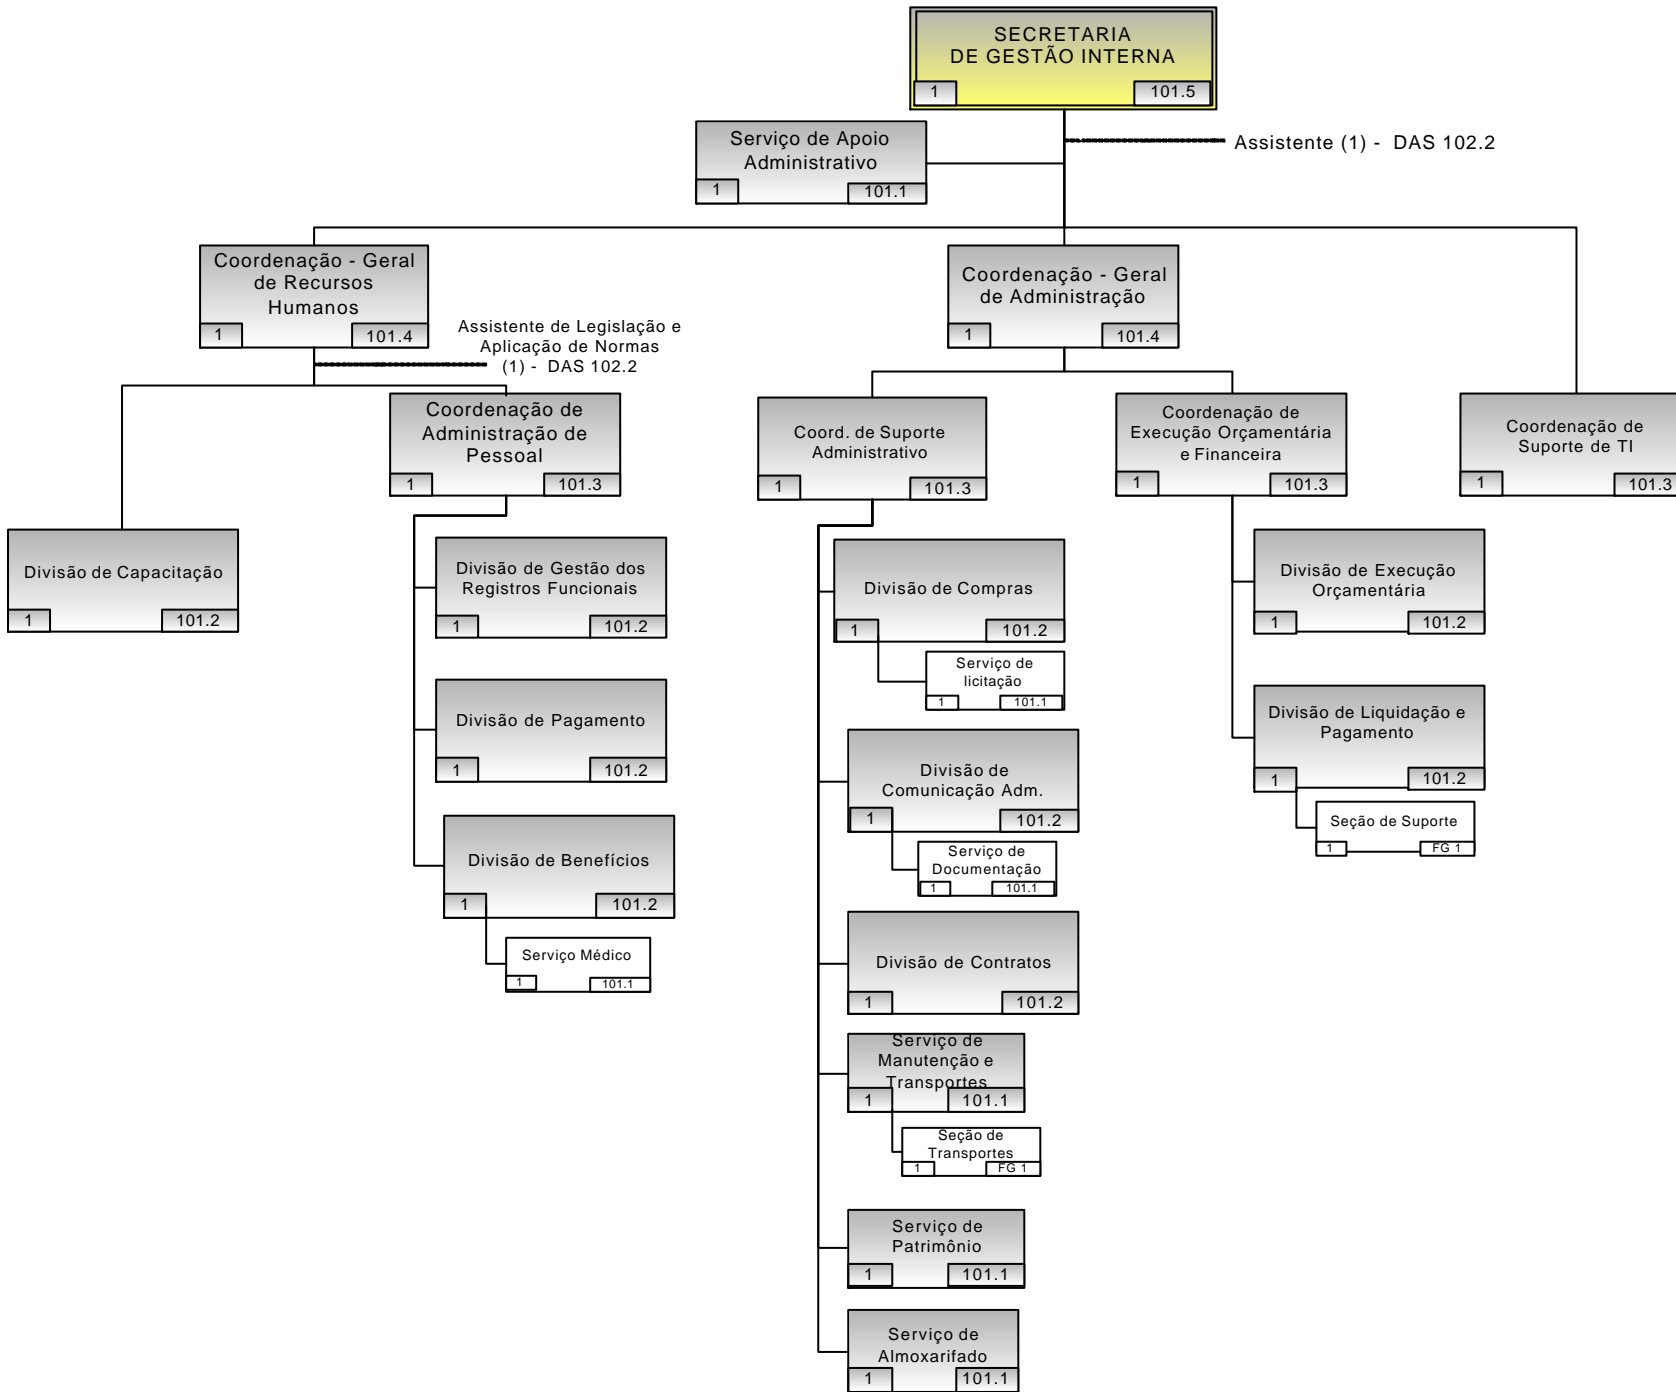 SECRETARIA
DE GESTÃO INTERNA
1 101.5
Serviço de Apoio
Administrativo
1 101.1
Assistente (1) - DAS 102.2
Coordenação - Geral
de Recursos
Humanos
1 101.4
Assistente de Legislação e
Aplicação de Normas
(1) - DAS 102.2
Coordenação - Geral
de Administração
1 101.4
Coordenação de
Administração de
Pessoal
1 101.3
Coord. de Suporte
Administrativo
1 101.3
Coordenação de
Execução Orçamentária
e Financeira
1 101.3
Coordenação de
Suporte de TI
1 101.3
Divisão de Capacitação
1 101.2
Divisão de Gestão dos
Registros Funcionais
1 101.2
Divisão de Pagamento
1 101.2
Divisão de Benefícios
1 101.2
Serviço Médico
1 101.1
Divisão de Compras
1 101.2
Serviço de
licitação
1 101.1
Divisão de
Comunicação Adm.
1 101.2
Serviço de
Documentação
1 101.1
Divisão de Contratos
1 101.2
Serviço de
Manutenção e
Transportes
1 101.1
Seção de
Transportes
1 FG 1
Serviço de
Patrimônio
1 101.1
Serviço de
Almoxarifado
1 101.1
Divisão de Execução
Orçamentária
1 101.2
Divisão de Liquidação e
Pagamento
1 101.2
Seção de Suporte
1 FG 1